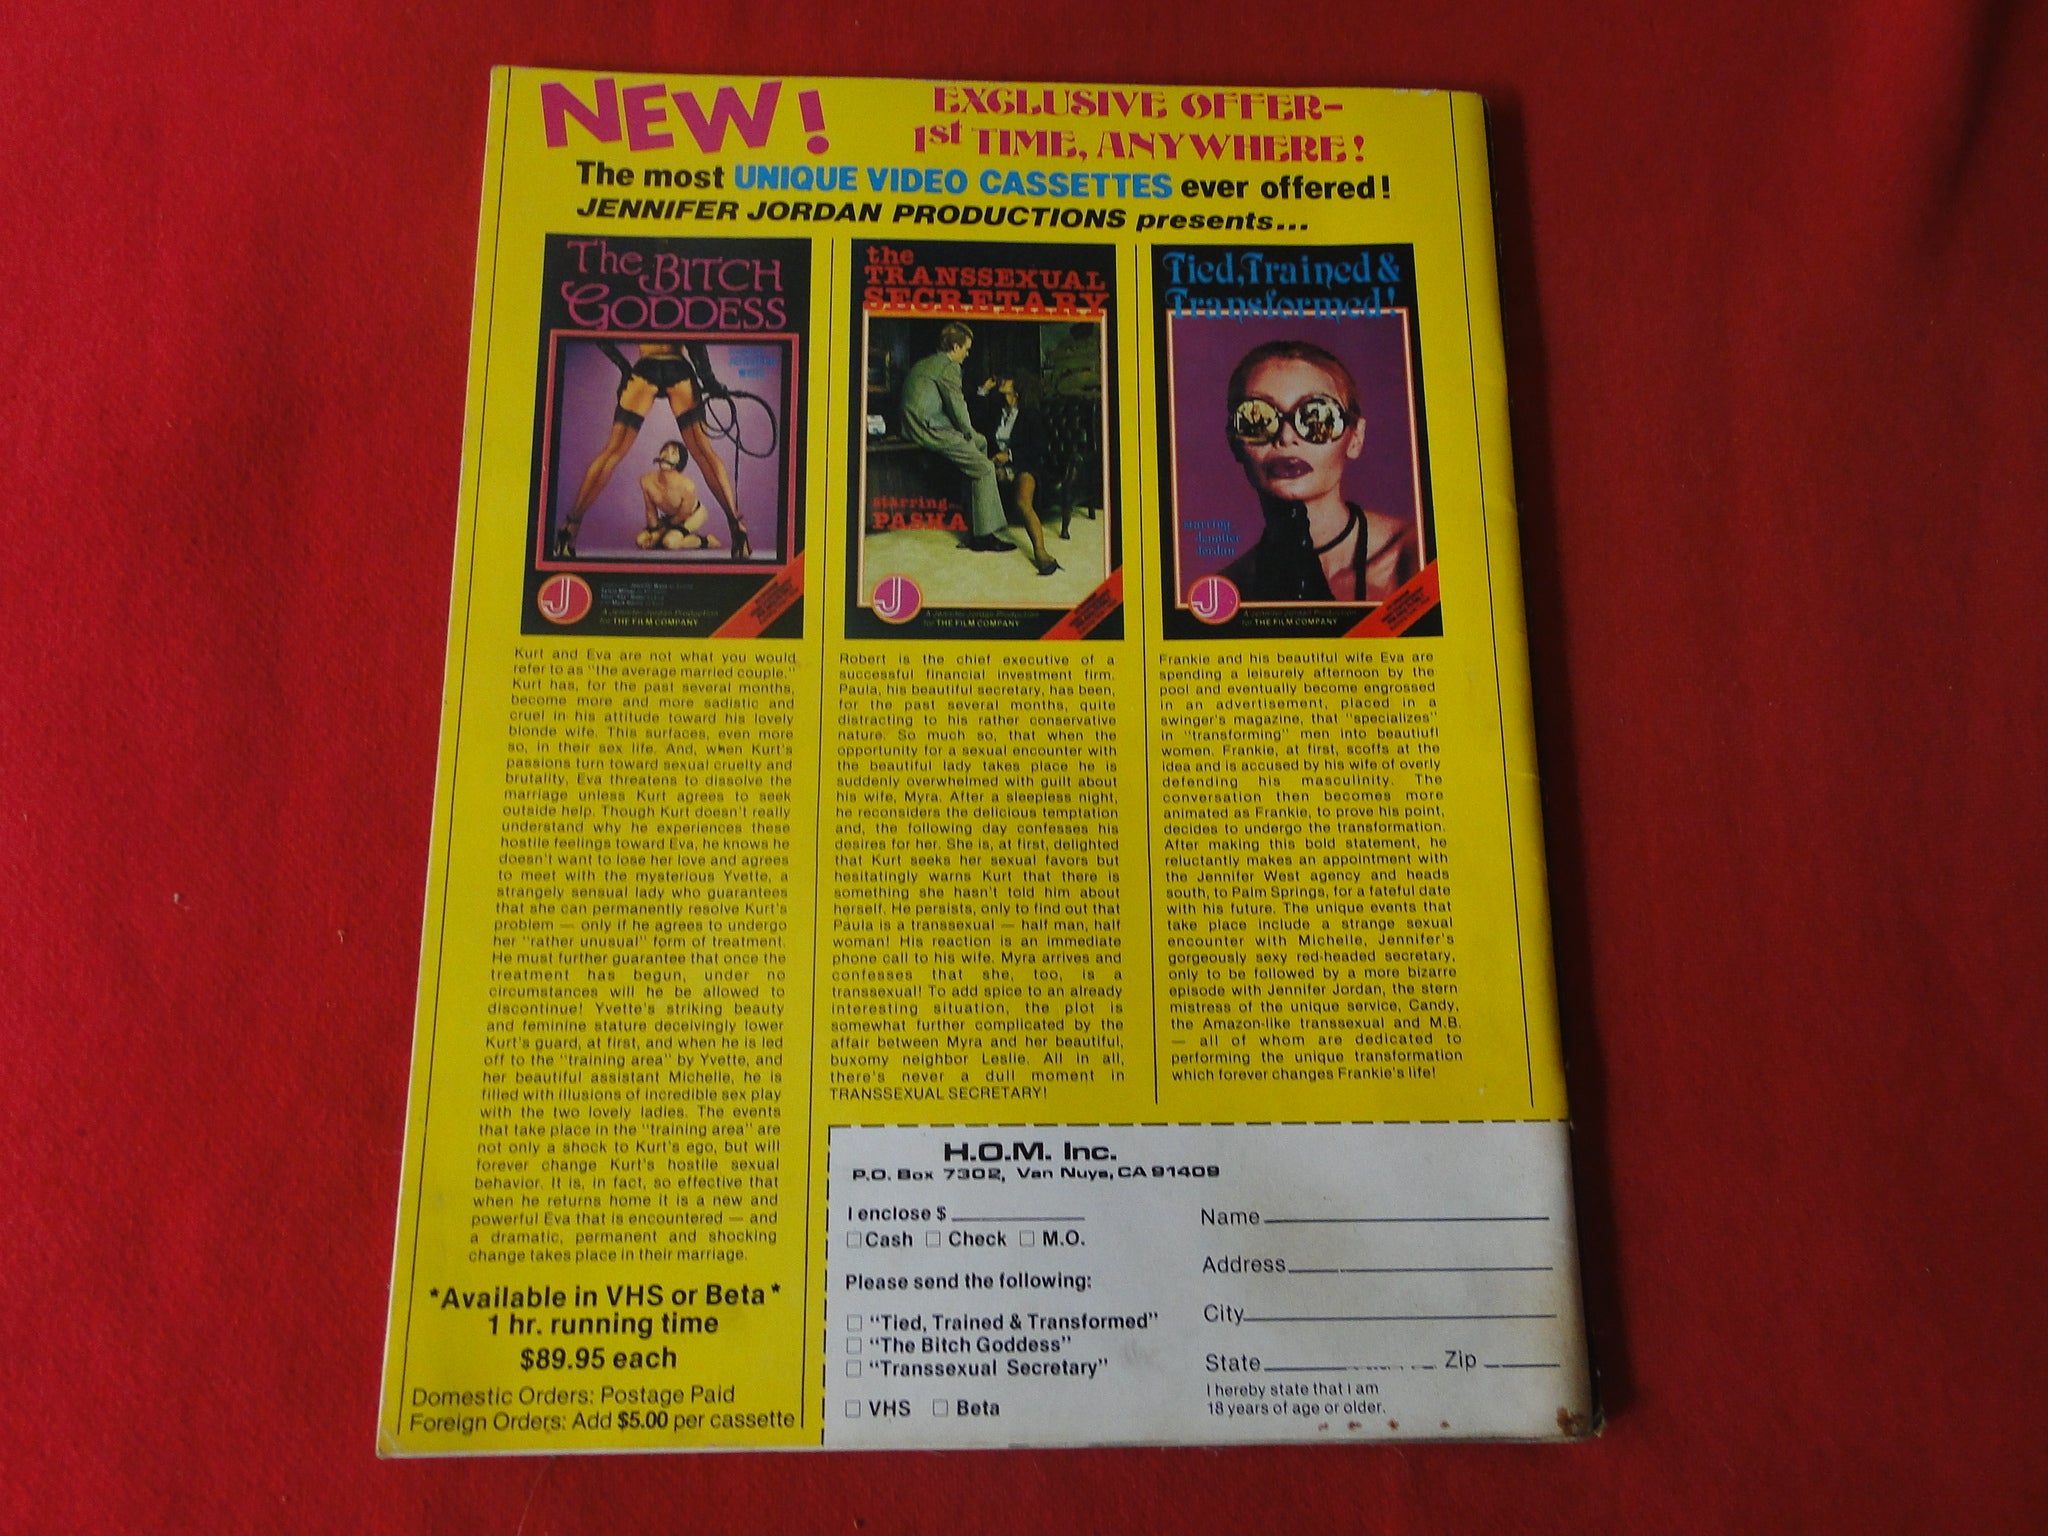 NEW!
EXCLUSIVE OFFER-
1st TIME, ANYWHERE!
The most UNIQUE VIDEO CASSETTES ever offered!
JENNIFER JORDAN PRODUCTIONS presents...
The BITCH
GODDESS
J
A Jennifer Jordan Production
for THE FILM COMPANY
the
TRANSSEXUAL
SECRETARY
starring...
PASHA
J
A Jennifer Jordan Production
for THE FILM COMPANY
Tied, Trained &
Transformed!
starring...
Jennifer
Jordan
J
A Jennifer Jordan Production
for THE FILM COMPANY
Kurt and Eva are not what you would
refer to as "the average married couple."
Kurt has, for the past several months,
become more and more sadistic and
cruel in his attitude toward his lovely
blonde wife. This surfaces, even more
so, in their sex life. And, when Kurt's
passions turn toward sexual cruelty and
brutality, Eva threatens to dissolve the
marriage unless Kurt agrees to seek
outside help. Though Kurt doesn't really
understand why he experiences these
hostile feelings toward Eva, he knows he
doesn't want to lose her love and agrees
to meet with the mysterious Yvette, a
strangely sensual lady who guarantees
that she can permanently resolve Kurt's
problem — only if he agrees to undergo
her "rather unusual" form of treatment.
He must further guarantee that once the
treatment has begun, under no
circumstances will he be allowed to
discontinue! Yvette's striking beauty
and feminine stature deceivingly lower
Kurt's guard, at first, and when he is led
off to the "training area" by Yvette, and
her beautiful assistant Michelle, he is
filled with illusions of incredible sex play
with the two lovely ladies. The events
that take place in the "training area" are
not only a shock to Kurt's ego, but will
forever change Kurt's hostile sexual
behavior. It is, in fact, so effective that
when he returns home it is a new and
powerful Eva that is encountered — and
a dramatic, permanent and shocking
change takes place in their marriage.
*Available in VHS or Beta*
1 hr. running time
$89.95 each
Domestic Orders: Postage Paid
Foreign Orders: Add $5.00 per cassette
Robert is the chief executive of a
successful financial investment firm.
Paula, his beautiful secretary, has been,
for the past several months, quite
distracting to his rather conservative
nature. So much so, that when the
opportunity for a sexual encounter with
the beautiful lady takes place he is
suddenly overwhelmed with guilt about
his wife, Myra. After a sleepless night,
he reconsiders the delicious temptation
and, the following day confesses his
desires for her. She is, at first, delighted
that Kurt seeks her sexual favors but
hesitatingly warns Kurt that there is
something she hasn't told him about
herself. He persists, only to find out that
Paula is a transsexual — half man, half
woman! His reaction is an immediate
phone call to his wife. Myra arrives and
confesses that she, too, is a
transsexual! To add spice to an already
interesting situation, the plot is
somewhat further complicated by the
affair between Myra and her beautiful,
buxomy neighbor Leslie. All in all,
there's never a dull moment in
TRANSSEXUAL SECRETARY!
Frankie and his beautiful wife Eva are
spending a leisurely afternoon by the
pool and eventually become engrossed
in an advertisement, placed in a
swinger's magazine, that "specializes"
in "transforming" men into beautiufl
women. Frankie, at first, scoffs at the
idea and is accused by his wife of overly
defending his masculinity. The
conversation then becomes more
animated as Frankie, to prove his point,
decides to undergo the transformation.
After making this bold statement, he
reluctantly makes an appointment with
the Jennifer West agency and heads
south, to Palm Springs, for a fateful date
with his future. The unique events that
take place include a strange sexual
encounter with Michelle, Jennifer's
gorgeously sexy red-headed secretary,
only to be followed by a more bizarre
episode with Jennifer Jordan, the stern
mistress of the unique service, Candy,
the Amazon-like transsexual and M.B.
— all of whom are dedicated to
performing the unique transformation
which forever changes Frankie's life!
H.O.M. Inc.
P.O. Box 7302, Van Nuys, CA 91409
I enclose $
Cash Check M.O.
Please send the following:
"Tied, Trained & Transformed"
"The Bitch Goddess"
"Transsexual Secretary"
VHS Beta
Name
Address
City
State Zip
I hereby state that I am
18 years of age or older.